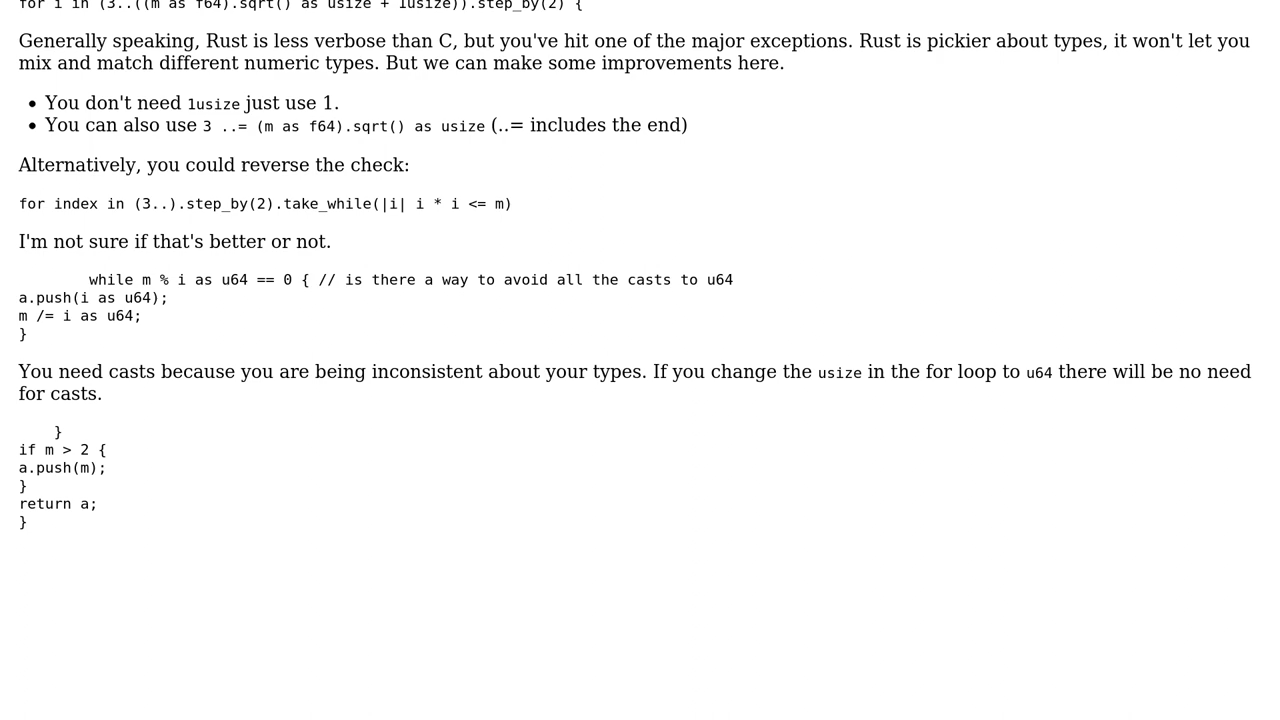 for i in (3..((m as f64).sqrt() as usize + 1usize)).step_by(2) {
Generally speaking, Rust is less verbose than C, but you've hit one of the major exceptions. Rust is pickier about types, it won't let you
mix and match different numeric types. But we can make some improvements here.
• You don't need 1usize just use 1.
• You can also use 3 ..= (m as f64).sqrt() as usize (..= includes the end)
Alternatively, you could reverse the check:
for index in (3..).step_by(2).take_while(|i| i * i <= m)
I'm not sure if that's better or not.
        while m % i as u64 == 0 { // is there a way to avoid all the casts to u64
a.push(i as u64);
m /= i as u64;
}
You need casts because you are being inconsistent about your types. If you change the usize in the for loop to u64 there will be no need
for casts.
    }
if m > 2 {
a.push(m);
}
return a;
}